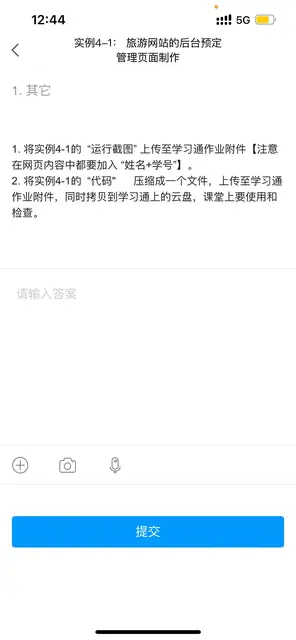 12:44
5G
实例4-1： 旅游网站的后台预定
管理页面制作
1. 其它
1. 将实例4-1的 “运行截图” 上传至学习通作业附件【注意
在网页内容中都要加入 “姓名+学号”】。
2. 将实例4-1的 “代码” 压缩成一个文件，上传至学习通
作业附件，同时拷贝到学习通上的云盘，课堂上要使用和
检查。
请输入答案
提交